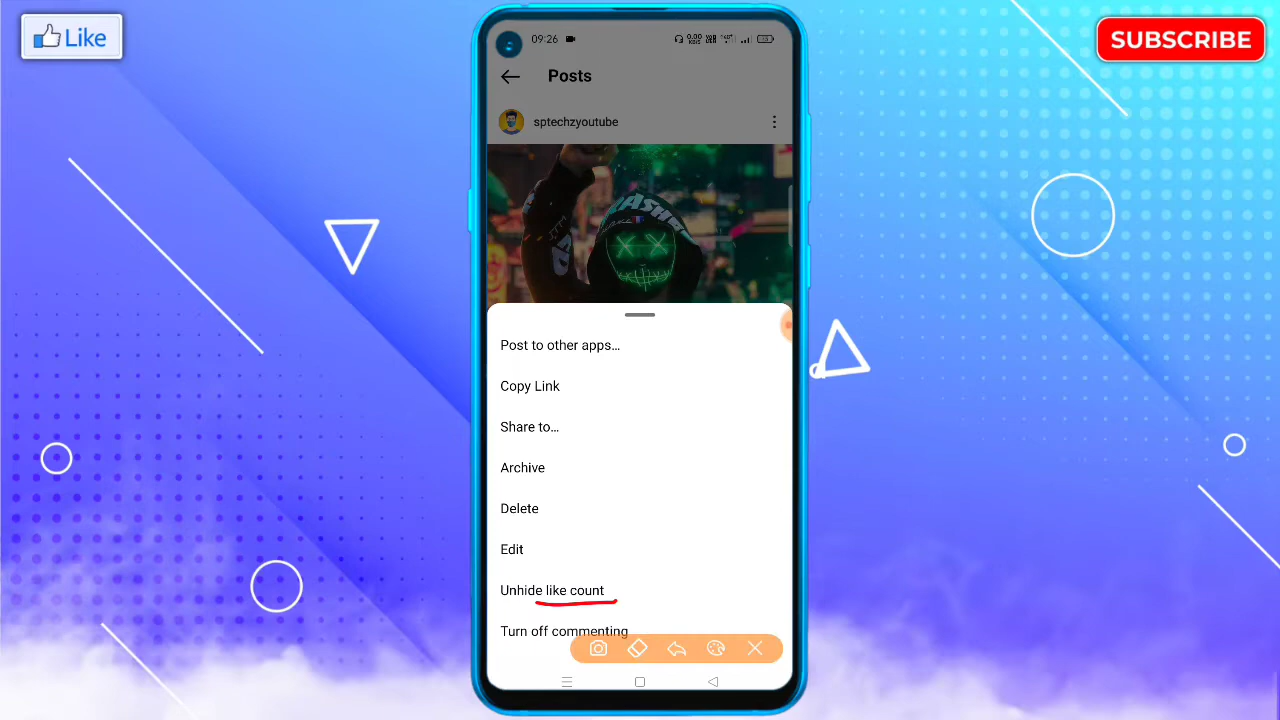 Like
SUBSCRIBE
09:26
Posts
sptechzyoutube
Post to other apps...
Copy Link
Share to...
Archive
Delete
Edit
Unhide like count
Turn off commenting